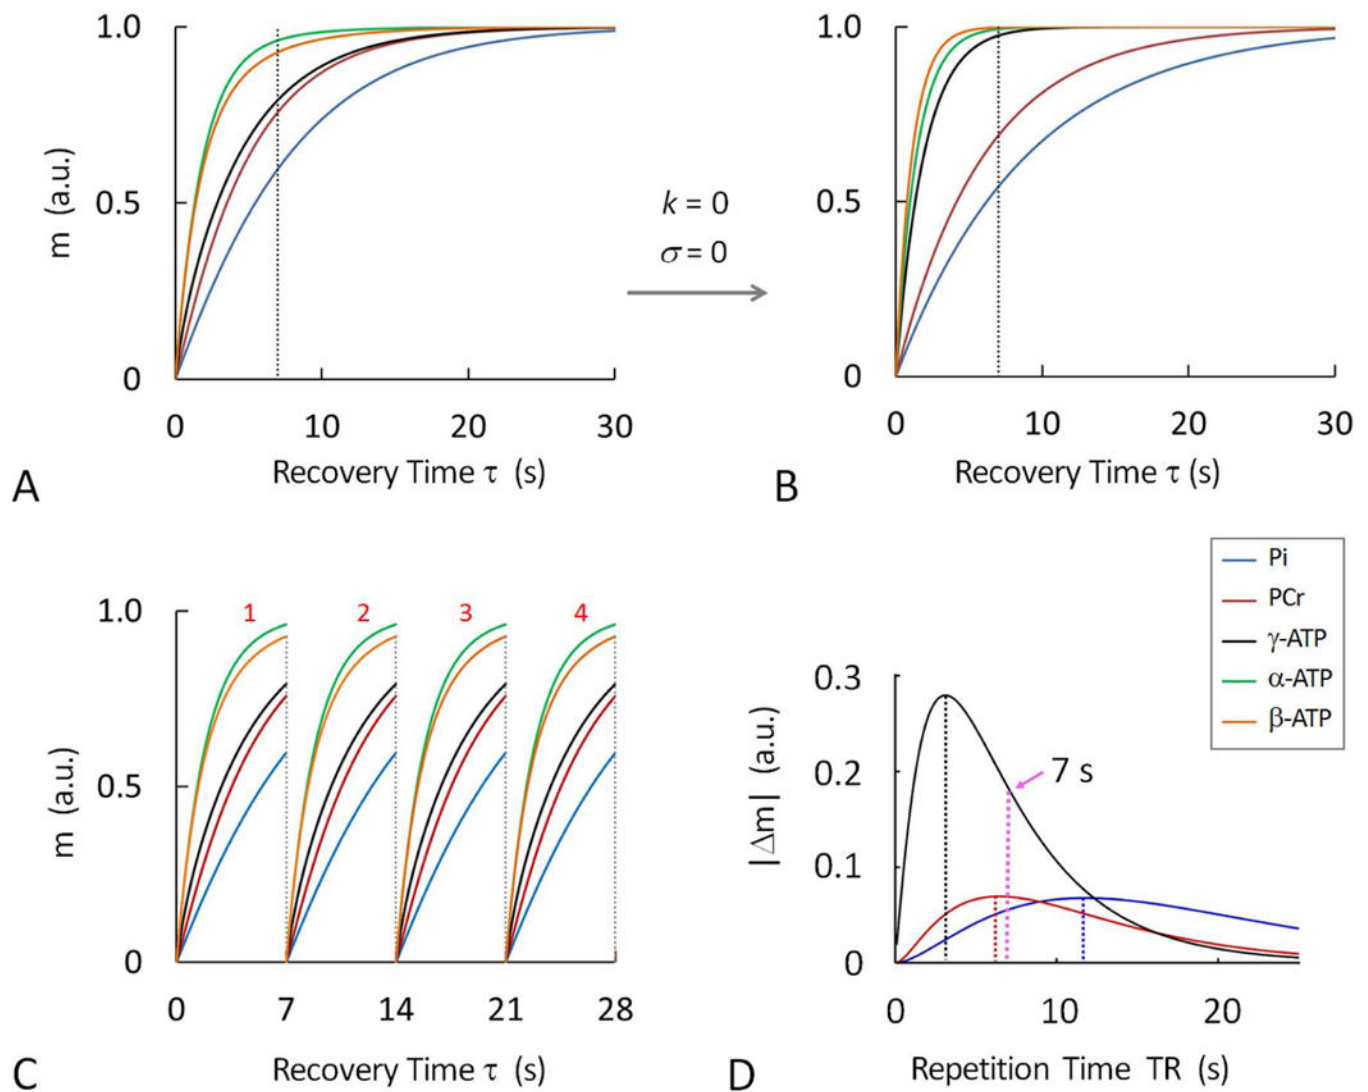 1.0
0.5
0
m (a.u.)
0 10 20 30
Recovery Time τ (s)
A
k = 0
σ = 0
1.0
0.5
0
0 10 20 30
Recovery Time τ (s)
B
1.0
0.5
0
m (a.u.)
1 2 3 4
0 7 14 21 28
Recovery Time τ (s)
C
Pi
PCr
γ-ATP
α-ATP
β-ATP
0.3
0.2
0.1
0
|Δm| (a.u.)
7 s
0 10 20
Repetition Time TR (s)
D